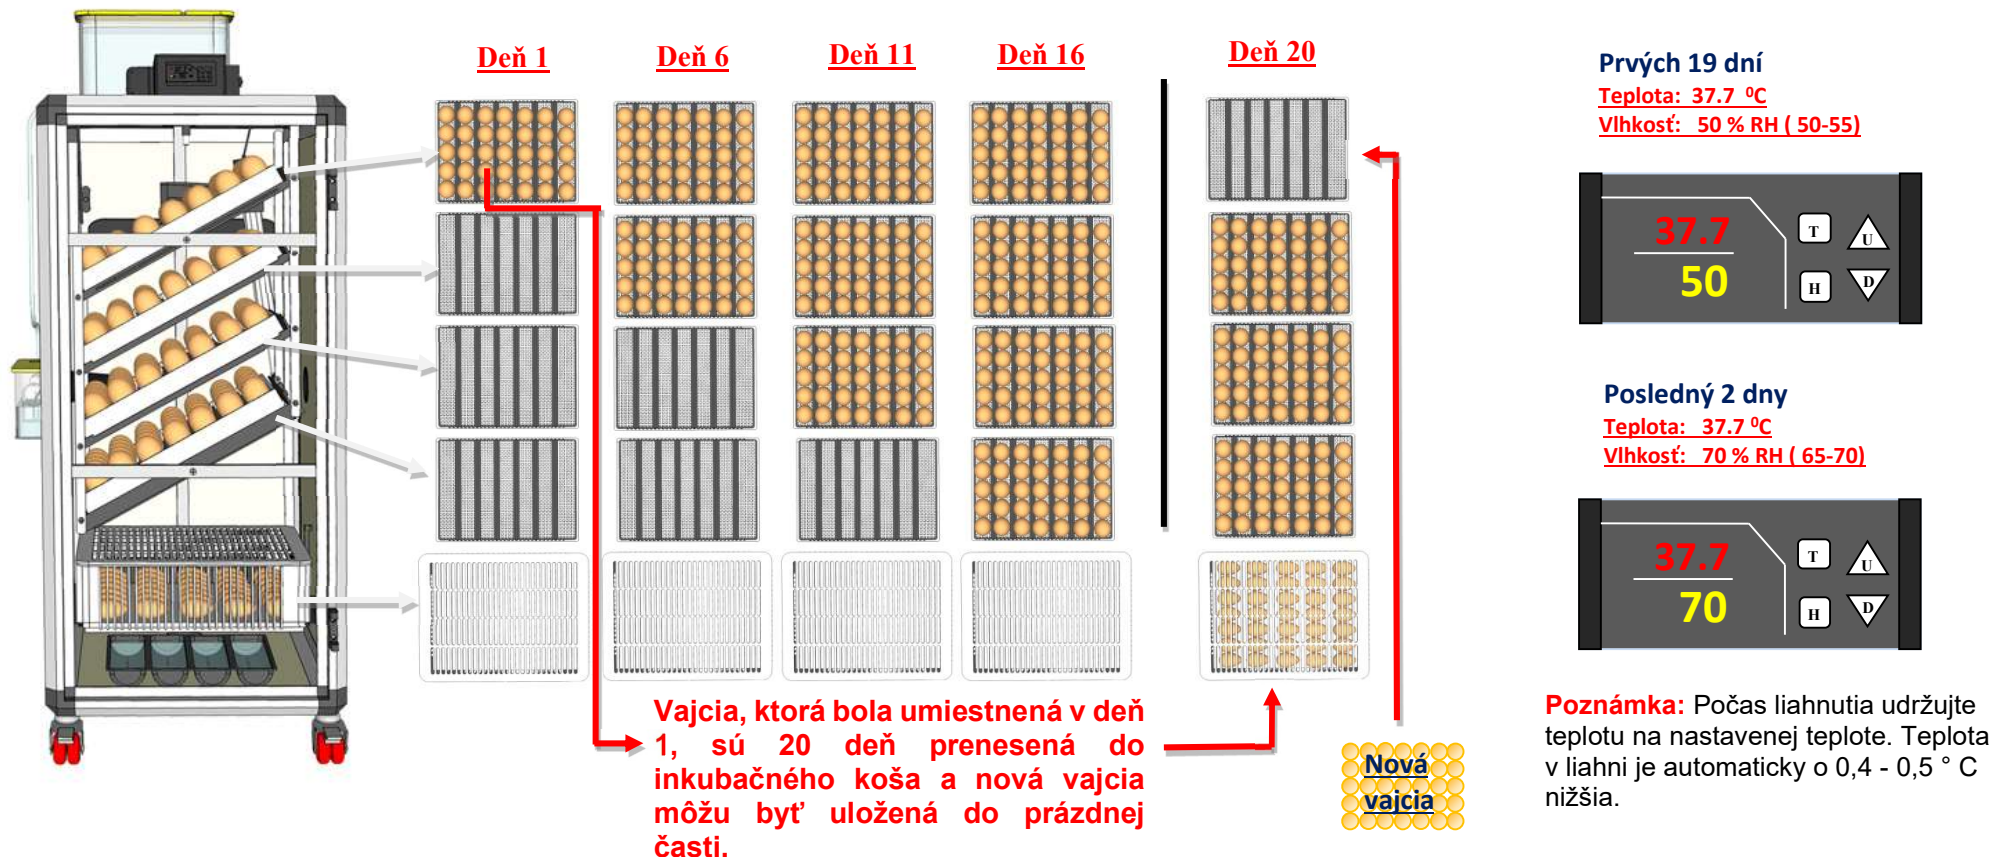 Deň 1
Deň 6
Deň 11
Deň 16
Deň 20
Vajcia, ktorá bola umiestnená v deň
1, sú 20 deň prenesená do
inkubačného koša a nová vajcia
môžu byť uložená do prázdnej
časti.
Nová
vajcia
Prvých 19 dní
Teplota: 37.7 ⁰C
Vlhkosť: 50 % RH ( 50-55)
37.7
50
T
U
H
D
Posledný 2 dny
Teplota: 37.7 ⁰C
Vlhkosť: 70 % RH ( 65-70)
37.7
70
T
U
H
D
Poznámka: Počas liahnutia udržujte
teplotu na nastavenej teplote. Teplota
v liahni je automaticky o 0,4 - 0,5 ° C
nižšia.